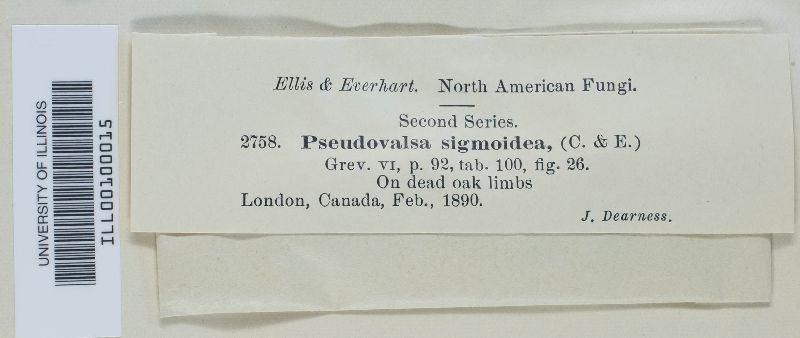 UNIVERSITY OF ILLINOIS
ILL00100015
Ellis & Everhart. North American Fungi.
Second Series.
2758. Pseudovalsa sigmoidea, (C. & E.)
Grev. VI, p. 92, tab. 100, fig. 26.
On dead oak limbs
London, Canada, Feb., 1890.
J. Dearness.